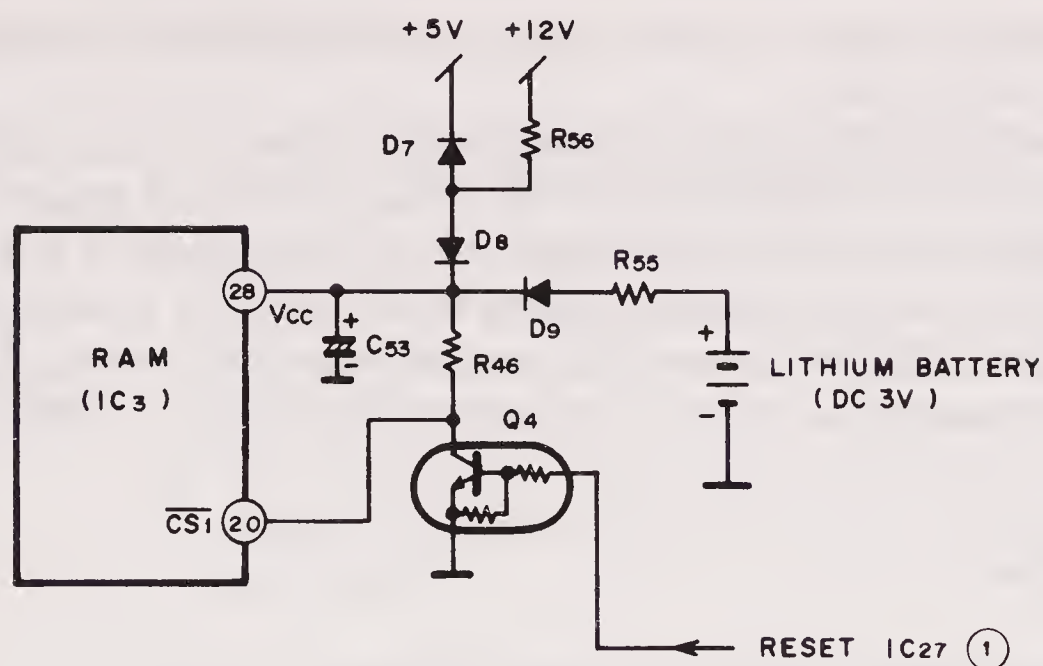 +5V +12V
D7
R56
D8
R55
28
VCC
+
C53
-
D9
RAM
(IC3)
R46
+
-
LITHIUM BATTERY
(DC 3V)
Q4
CS1
20
RESET IC27 1